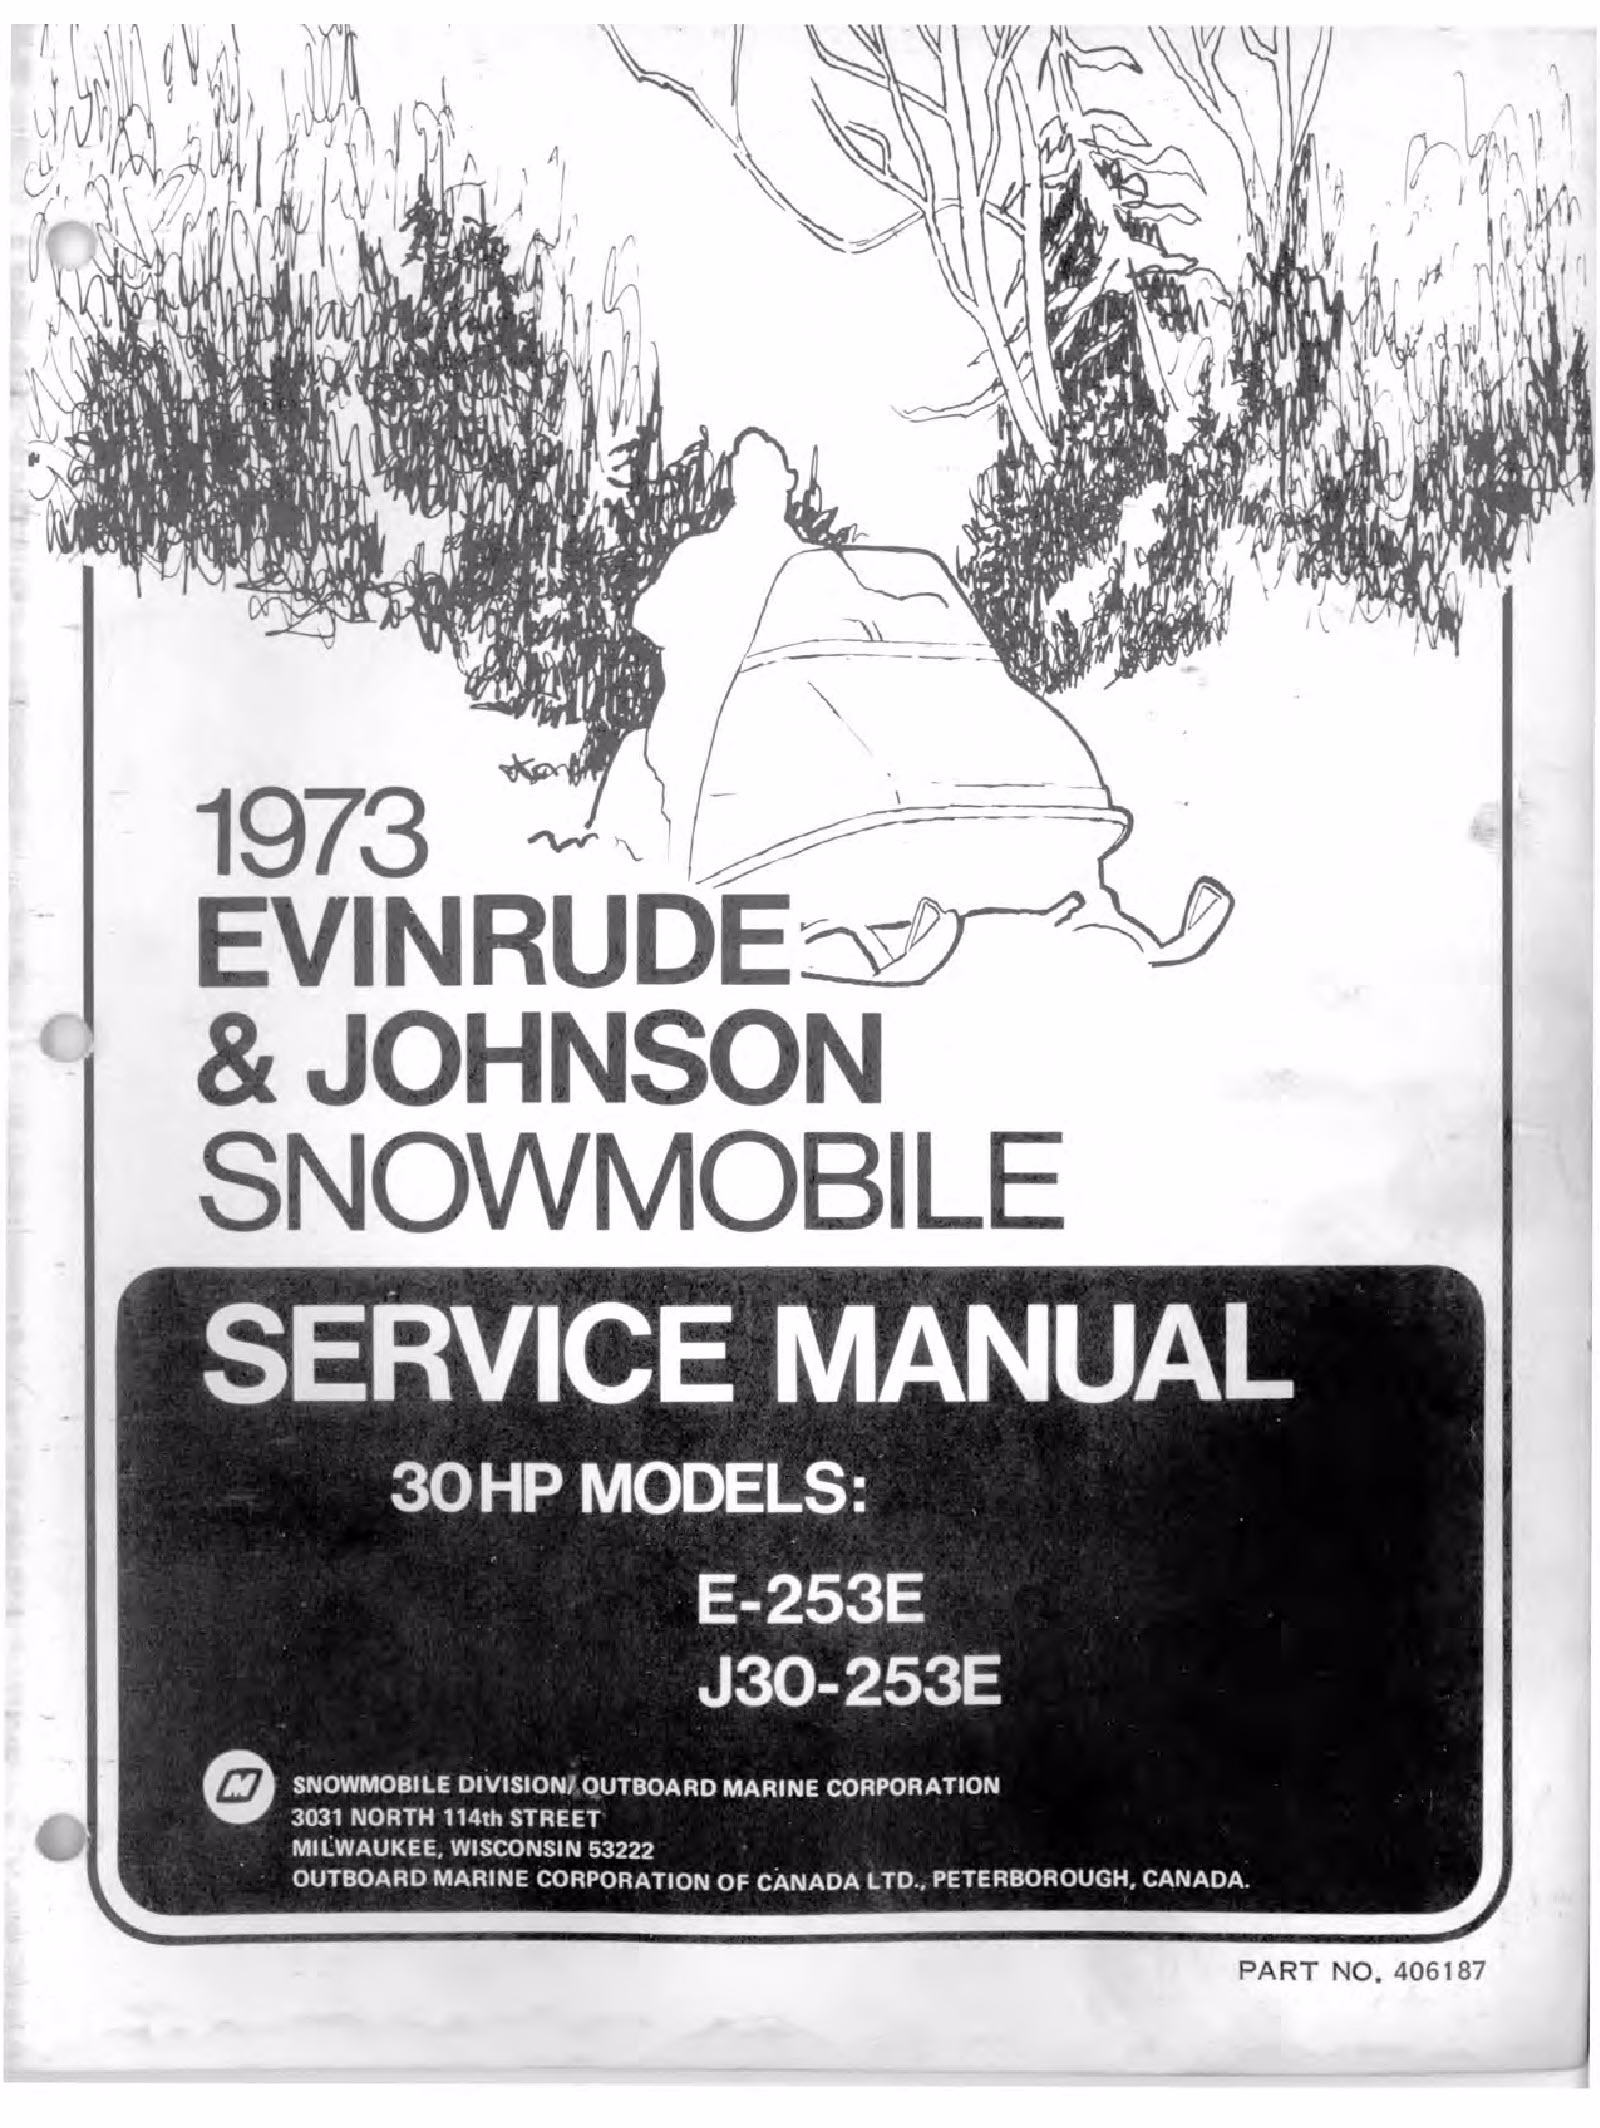 1973
EVINRUDE
& JOHNSON
SNOWMOBILE
SERVICE MANUAL
30HP MODELS:
E-253E
J30-253E
SNOWMOBILE DIVISION/OUTBOARD MARINE CORPORATION
3031 NORTH 114th STREET
MILWAUKEE, WISCONSIN 53222
OUTBOARD MARINE CORPORATION OF CANADA LTD., PETERBOROUGH, CANADA.
PART NO. 406187